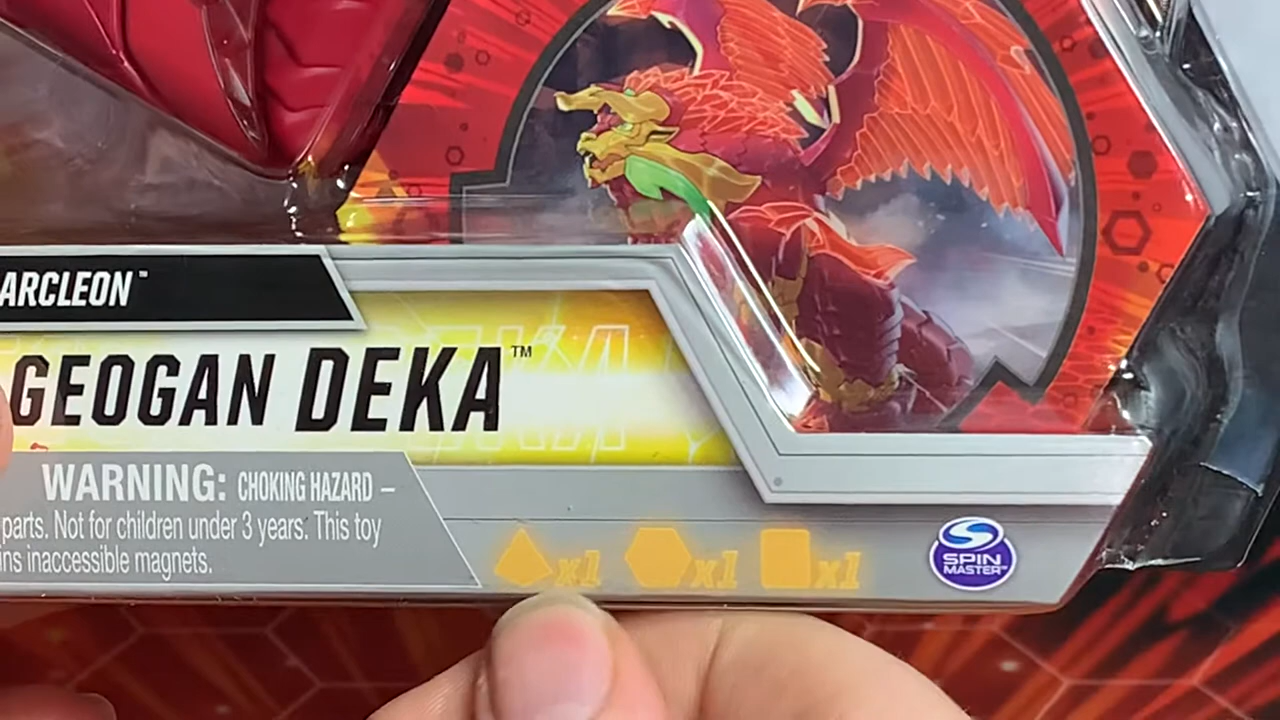 ARCLEON™
GEOGAN DEKA™
WARNING: CHOKING HAZARD –
parts. Not for children under 3 years. This toy
ins inaccessible magnets.
x1 x1 x1
SPIN
MASTER™